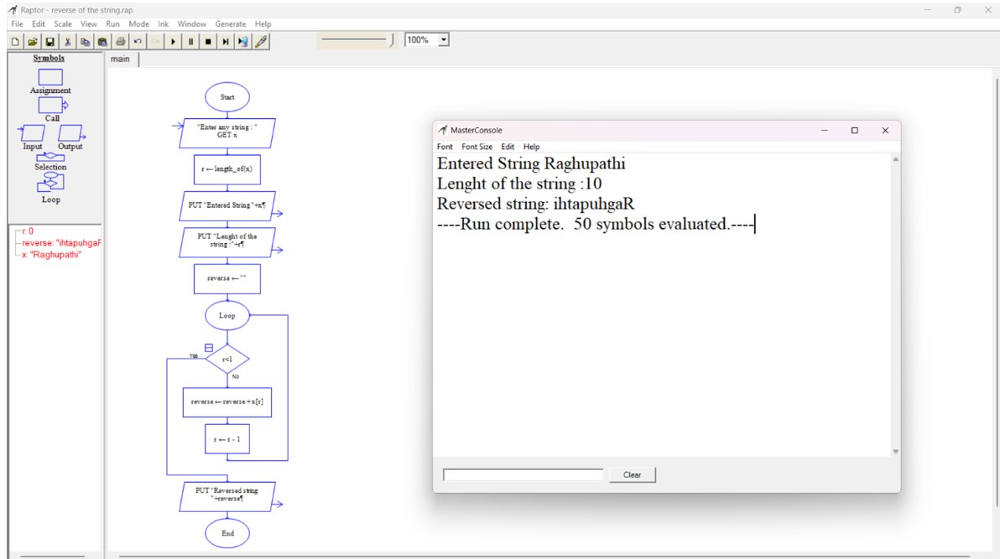 Raptor - reverse of the string.rap
File Edit Scale View Run Mode Ink Window Generate Help
100%
Symbols
main
Assignment
Call
Input Output
Selection
Loop
r: 0
reverse: "ihtapuhgaR
x: "Raghupathi"
Start
"Enter any string : "
GET x
r ← length_of(x)
PUT "Entered String "+x¶
PUT "Lenght of the
string :"+r¶
reverse ← ""
Loop
Yes
r<1
No
reverse ← reverse + x[r]
r ← r - 1
PUT "Reversed string:
"+reverse¶
End
MasterConsole
Font Font Size Edit Help
Entered String Raghupathi
Lenght of the string :10
Reversed string: ihtapuhgaR
----Run complete.  50 symbols evaluated.----
Clear